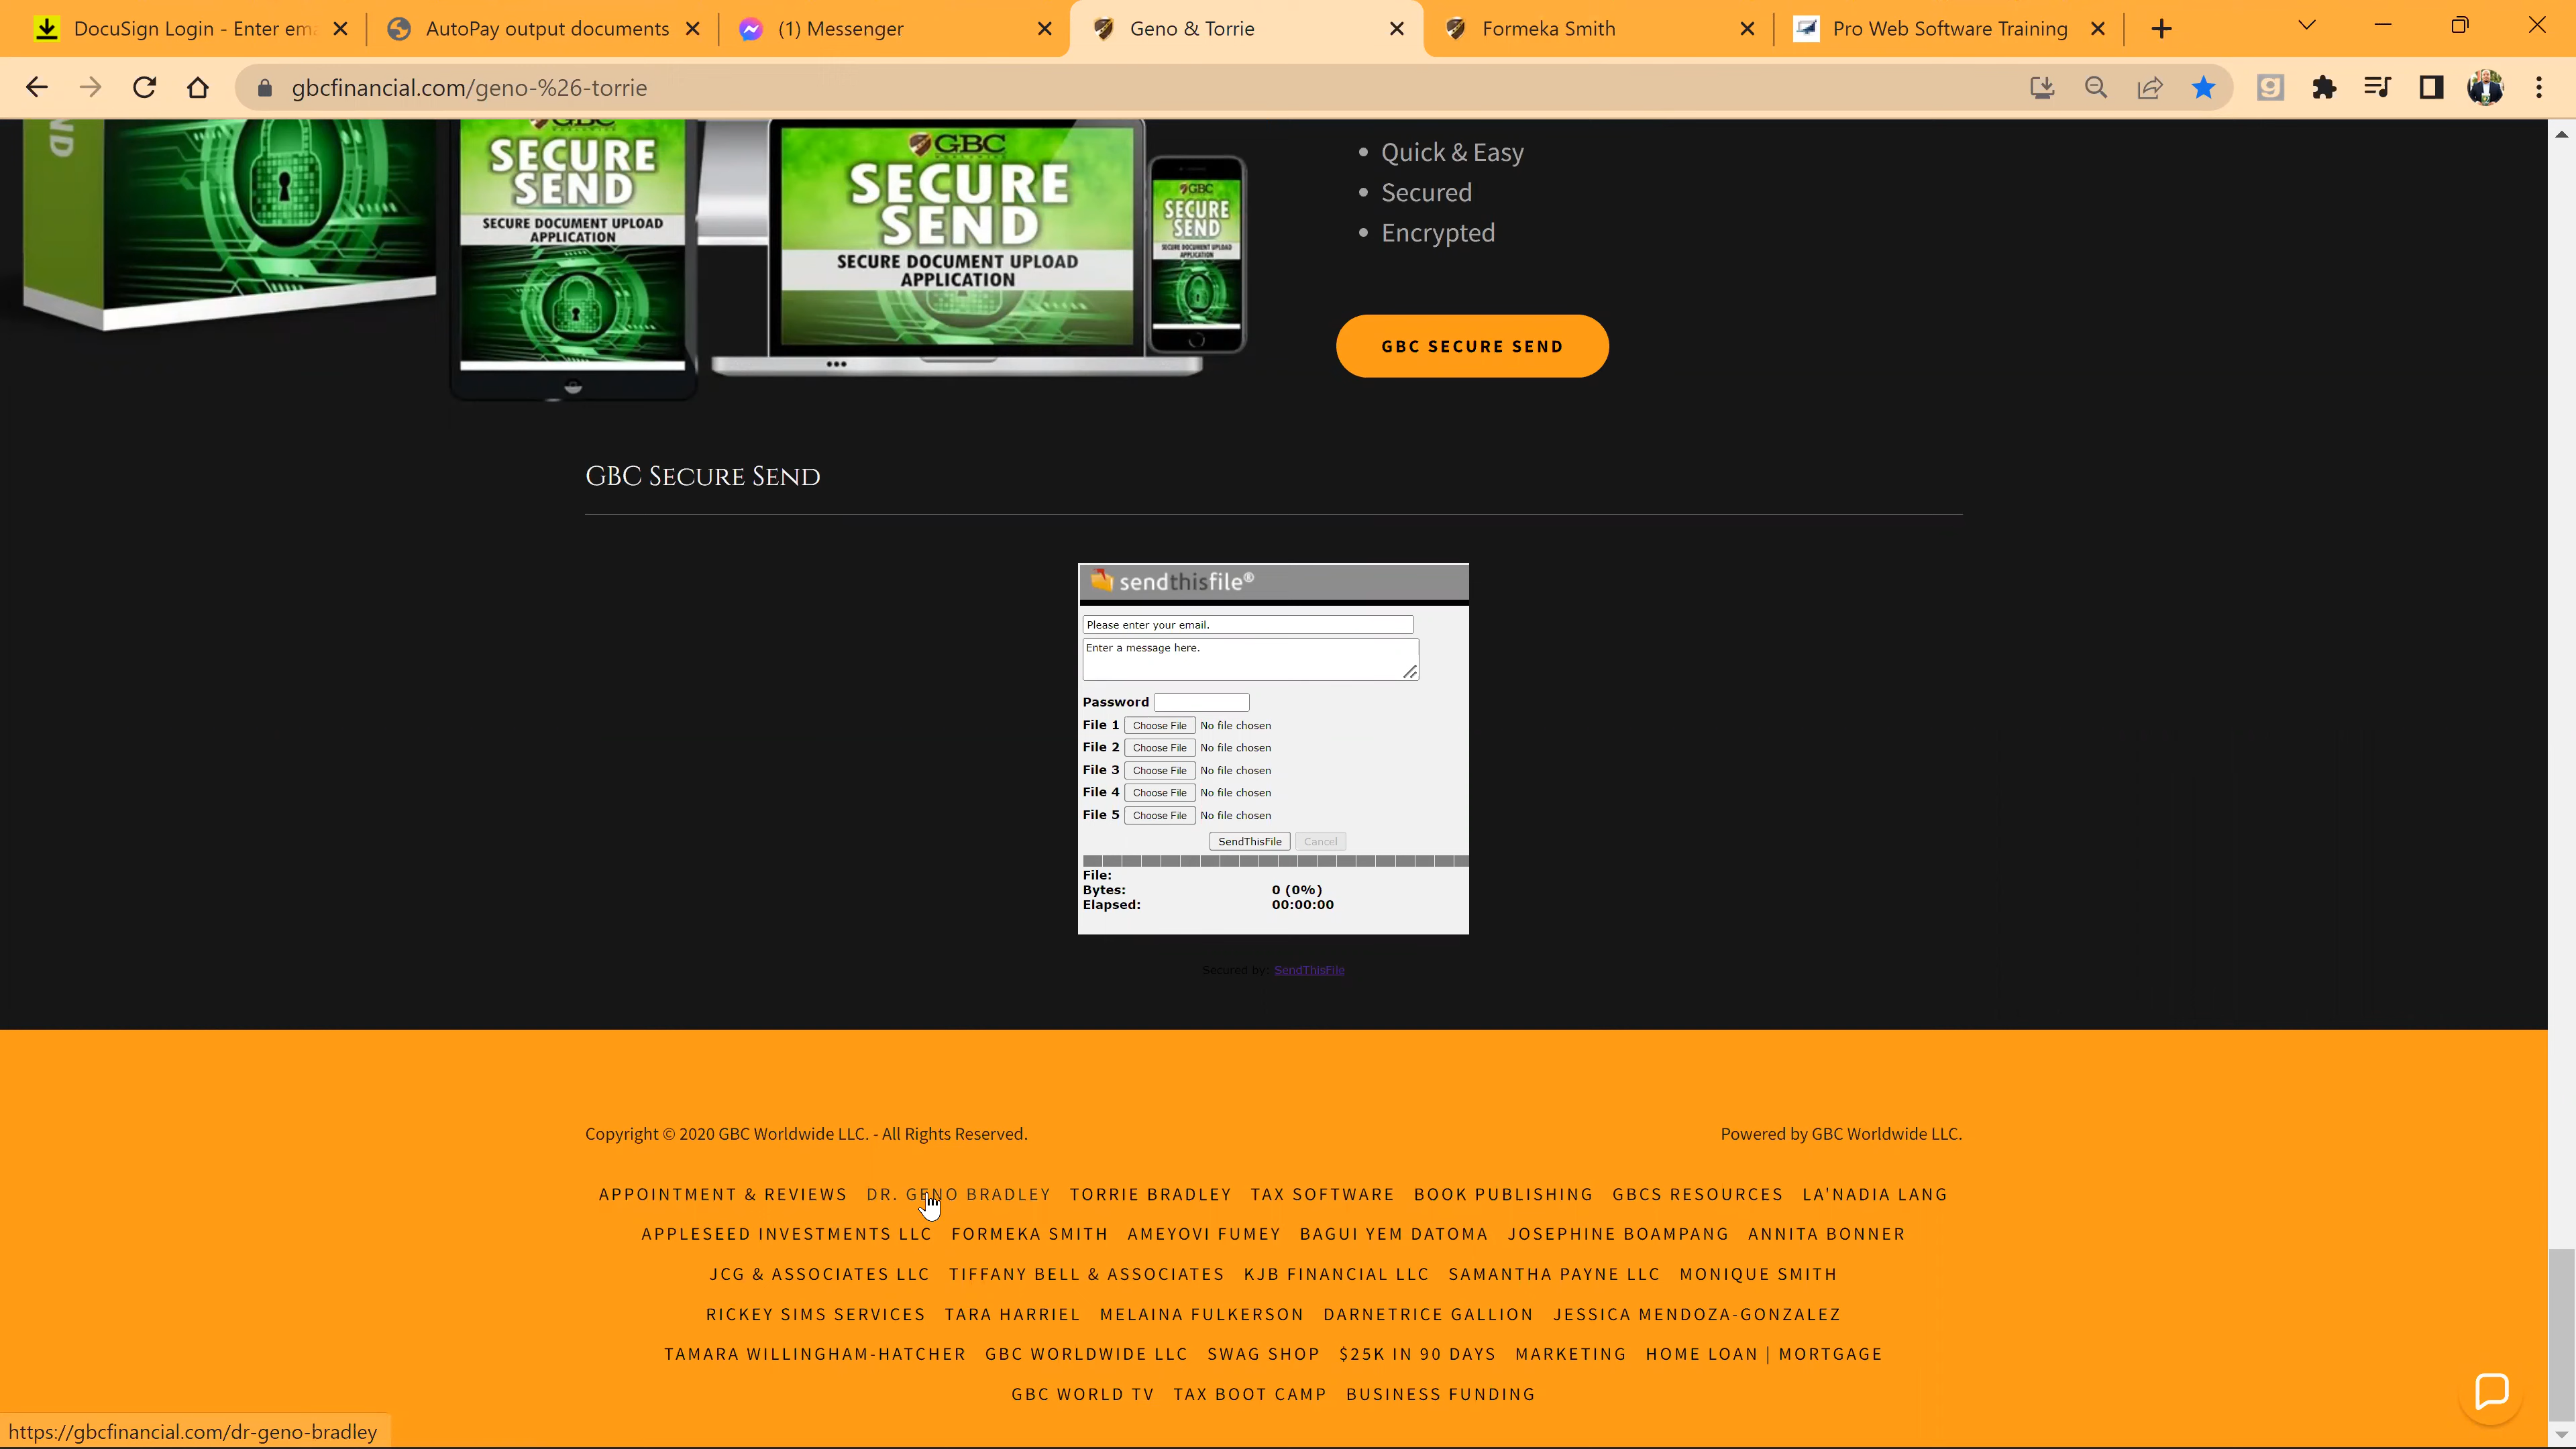 DocuSign Login - Enter ema
AutoPay output documents
(1) Messenger
Geno & Torrie
Formeka Smith
Pro Web Software Training
gbcfinancial.com/geno-%26-torrie
ND
GBC
SECURE
SEND
SECURE DOCUMENT UPLOAD
APPLICATION
GBC
SECURE
SEND
SECURE DOCUMENT UPLOAD
APPLICATION
GBC
SECURE
SEND
SECURE DOCUMENT UPLOAD
APPLICATION
Quick & Easy
Secured
Encrypted
GBC SECURE SEND
GBC Secure Send
sendthisfile®
Please enter your email.
Enter a message here.
Password
File 1 Choose File No file chosen
File 2 Choose File No file chosen
File 3 Choose File No file chosen
File 4 Choose File No file chosen
File 5 Choose File No file chosen
SendThisFile Cancel
File:
Bytes: 0 (0%)
Elapsed: 00:00:00
Secured by: SendThisFile
Copyright © 2020 GBC Worldwide LLC. - All Rights Reserved.
Powered by GBC Worldwide LLC.
APPOINTMENT & REVIEWS DR. GENO BRADLEY TORRIE BRADLEY TAX SOFTWARE BOOK PUBLISHING GBCS RESOURCES LA'NADIA LANG
APPLESEED INVESTMENTS LLC FORMEKA SMITH AMEYOVI FUMEY BAGUI YEM DATOMA JOSEPHINE BOAMPANG ANNITA BONNER
JCG & ASSOCIATES LLC TIFFANY BELL & ASSOCIATES KJB FINANCIAL LLC SAMANTHA PAYNE LLC MONIQUE SMITH
RICKEY SIMS SERVICES TARA HARRIEL MELAINA FULKERSON DARNETRICE GALLION JESSICA MENDOZA-GONZALEZ
TAMARA WILLINGHAM-HATCHER GBC WORLDWIDE LLC SWAG SHOP $25K IN 90 DAYS MARKETING HOME LOAN | MORTGAGE
GBC WORLD TV TAX BOOT CAMP BUSINESS FUNDING
https://gbcfinancial.com/dr-geno-bradley